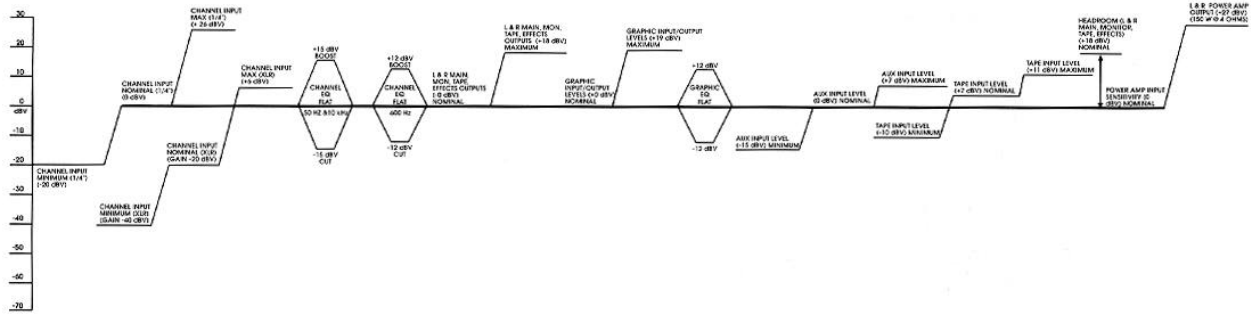 30
20
10
0
dBV
-10
-20
-30
-40
-50
-60
-70
CHANNEL INPUT
MINIMUM (1/4")
(-20 dBV)
CHANNEL INPUT
NOMINAL (1/4")
(0 dBV)
CHANNEL INPUT
MAX (1/4")
(+ 26 dBV)
CHANNEL INPUT
MINIMUM (XLR)
(GAIN -40 dBV)
CHANNEL INPUT
NOMINAL (XLR)
(GAIN -20 dBV)
CHANNEL INPUT
MAX (XLR)
(+6 dBV)
+15 dBV
BOOST
CHANNEL
EQ
FLAT
50 HZ &10 kHz
-15 dBV
CUT
+12 dBV
BOOST
CHANNEL
EQ
FLAT
600 Hz
-12 dBV
CUT
L & R MAIN,
MON, TAPE,
EFFECTS OUTPUTS
NOMINAL
L & R MAIN, MON,
TAPE, EFFECTS
OUTPUTS (+18 dBV)
MAXIMUM
GRAPHIC
INPUT/OUTPUT
LEVELS (+0 dBV)
NOMINAL
GRAPHIC INPUT/OUTPUT
LEVELS (+19 dBV)
MAXIMUM
+12 dBV
GRAPHIC
EQ
FLAT
-12 dBV
AUX INPUT LEVEL
(-15 dBV) MINIMUM
AUX INPUT LEVEL
(0 dBV) NOMINAL
AUX INPUT LEVEL
(+7 dBV) MAXIMUM
TAPE INPUT LEVEL
(-10 dBV) MINIMUM
TAPE INPUT LEVEL
(+2 dBV) NOMINAL
TAPE INPUT LEVEL
(+11 dBV) MAXIMUM
HEADROOM (L & R
MAIN, MONITOR,
TAPE, EFFECTS)
(+18 dBV)
NOMINAL
POWER AMP INPUT
SENSITIVITY (0
dBV) NOMINAL
L & R POWER AMP
OUTPUT (+27 dBV)
(150 W @ 4 OHMS)